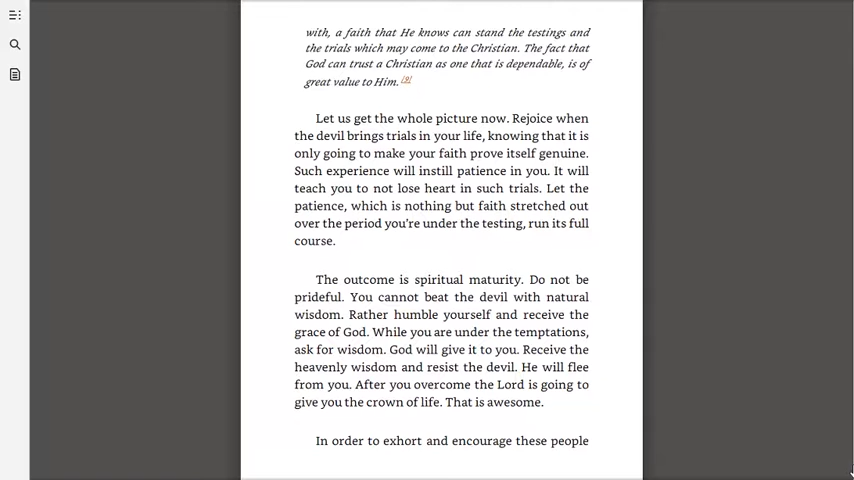 with, a faith that He knows can stand the testings and
the trials which may come to the Christian. The fact that
God can trust a Christian as one that is dependable, is of
great value to Him. [9]
Let us get the whole picture now. Rejoice when
the devil brings trials in your life, knowing that it is
only going to make your faith prove itself genuine.
Such experience will instill patience in you. It will
teach you to not lose heart in such trials. Let the
patience, which is nothing but faith stretched out
over the period you're under the testing, run its full
course.
The outcome is spiritual maturity. Do not be
prideful. You cannot beat the devil with natural
wisdom. Rather humble yourself and receive the
grace of God. While you are under the temptations,
ask for wisdom. God will give it to you. Receive the
heavenly wisdom and resist the devil. He will flee
from you. After you overcome the Lord is going to
give you the crown of life. That is awesome.
In order to exhort and encourage these people